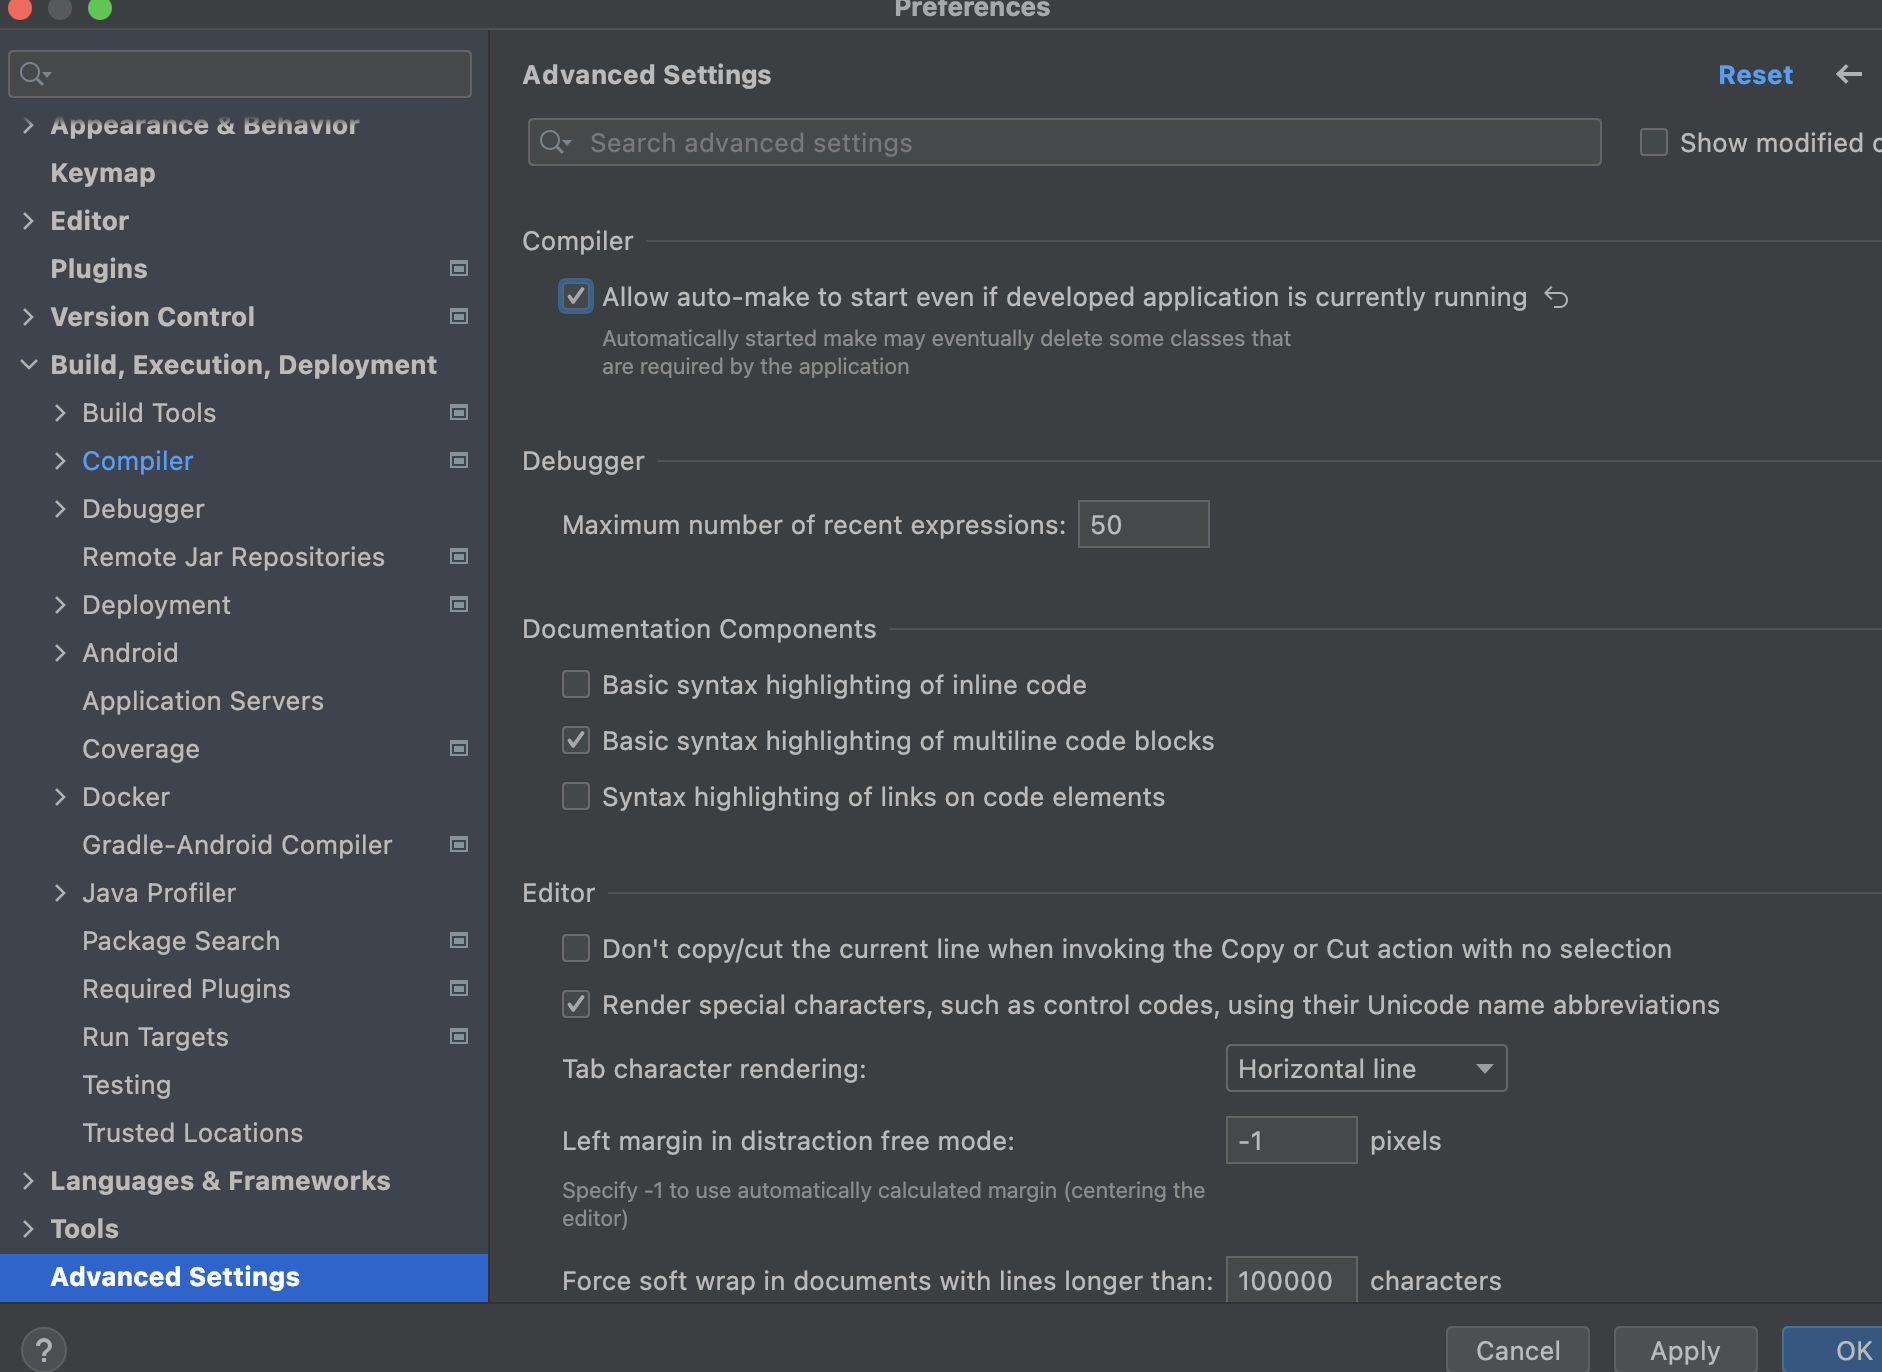 Preferences
Appearance & Behavior
Keymap
Editor
Plugins
Version Control
Build, Execution, Deployment
Build Tools
Compiler
Debugger
Remote Jar Repositories
Deployment
Android
Application Servers
Coverage
Docker
Gradle-Android Compiler
Java Profiler
Package Search
Required Plugins
Run Targets
Testing
Trusted Locations
Languages & Frameworks
Tools
Advanced Settings
?
Advanced Settings
Reset
Search advanced settings
Show modified
Compiler
Allow auto-make to start even if developed application is currently running
Automatically started make may eventually delete some classes that
are required by the application
Debugger
Maximum number of recent expressions: 50
Documentation Components
Basic syntax highlighting of inline code
Basic syntax highlighting of multiline code blocks
Syntax highlighting of links on code elements
Editor
Don't copy/cut the current line when invoking the Copy or Cut action with no selection
Render special characters, such as control codes, using their Unicode name abbreviations
Tab character rendering: Horizontal line
Left margin in distraction free mode: -1 pixels
Specify -1 to use automatically calculated margin (centering the
editor)
Force soft wrap in documents with lines longer than: 100000 characters
Cancel
Apply
OK